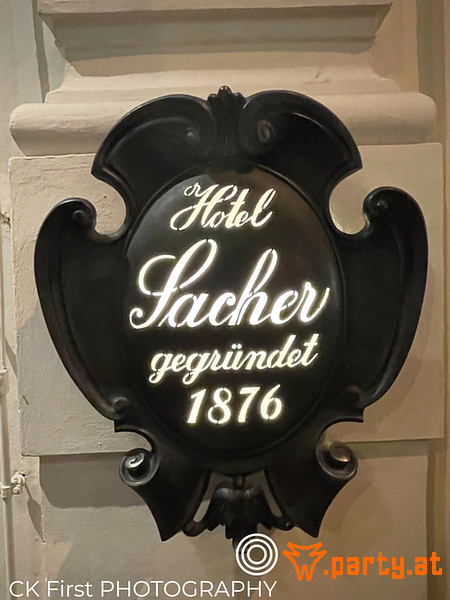 Hotel
Sacher
gegründet
1876
w.party.at
CK First PHOTOGRAPHY